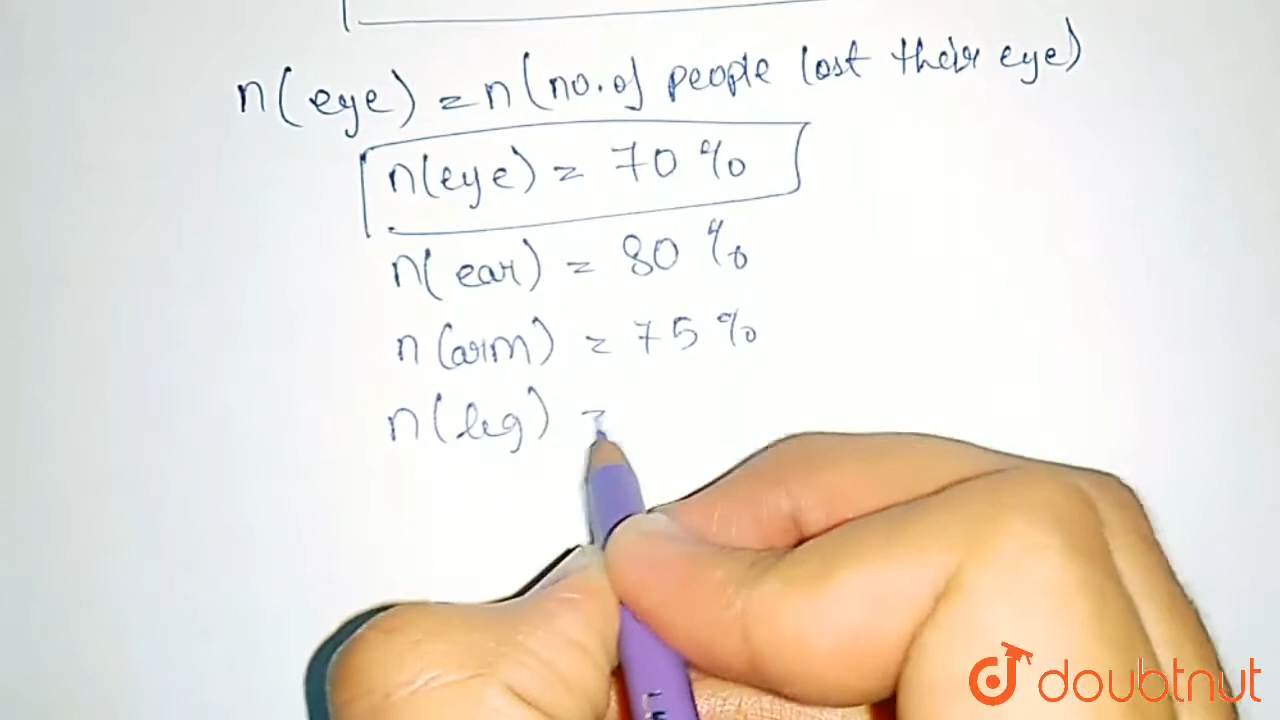 n(eye) = n(no. of people lost their eye)
n(eye) = 70 %
n(ear) = 80 %
n(arm) = 75 %
n(leg) =
doubtnut